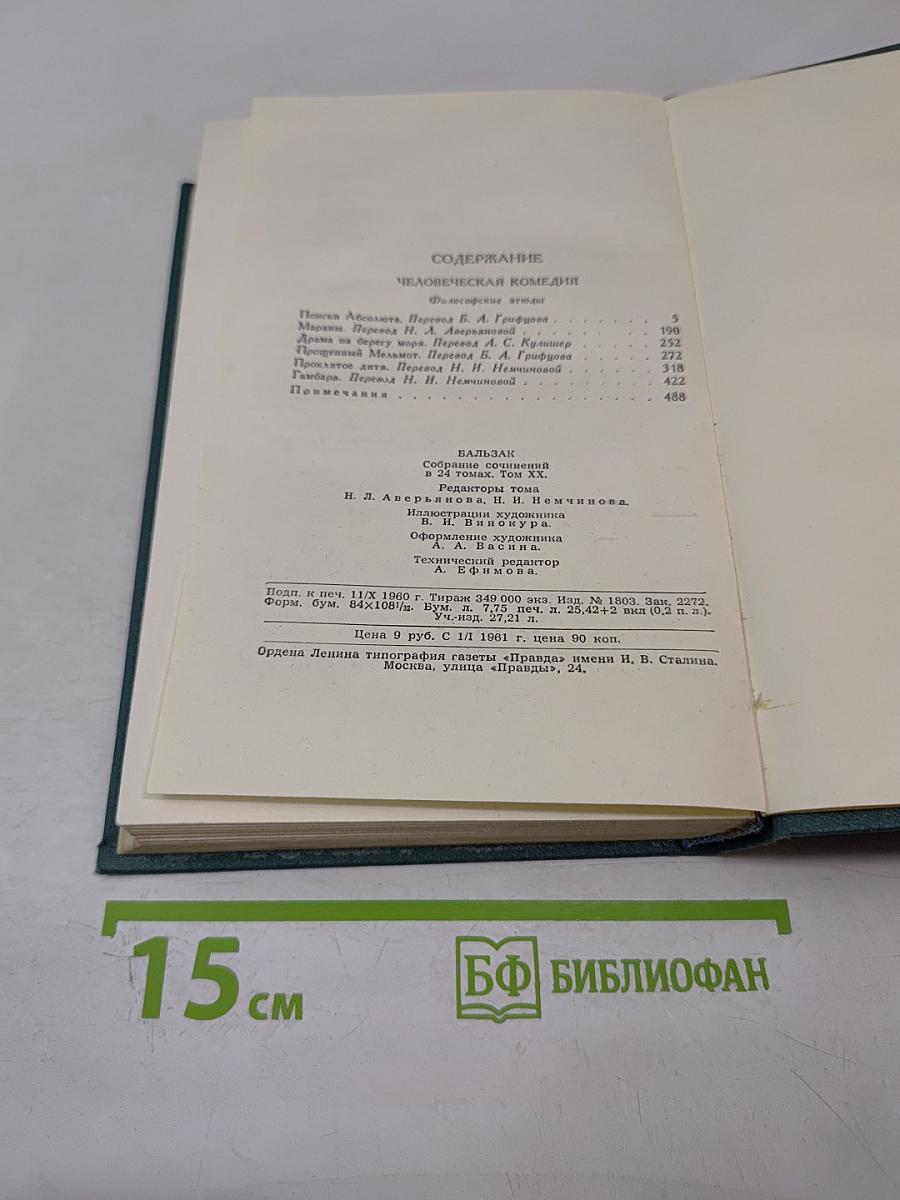 СОДЕРЖАНИЕ
ЧЕЛОВЕЧЕСКАЯ КОМЕДИЯ
Философские этюды
Поиски Абсолюта. Перевод Б. А. Грифцова . . . . . . . 5
Мараны. Перевод Н. Л. Аверьяновой . . . . . . . . . 190
Драма на берегу моря. Перевод А. С. Кулишер . . . . . 252
Прощенный Мельмот. Перевод Б. А. Грифцова . . . . . 272
Проклятое дитя. Перевод Н. И. Немчиновой . . . . . . 318
Гамбара. Перевод Н. И. Немчиновой . . . . . . . . . 422
Примечания . . . . . . . . . . . . . . . . . . 488
БАЛЬЗАК
Собрание сочинений
в 24 томах. Том XX.
Редакторы тома
Н. Л. Аверьянова, Н. И. Немчинова.
Иллюстрации художника
В. И. Винокура.
Оформление художника
А. А. Васина.
Технический редактор
А. Ефимова.
Подп. к печ. 11/X 1960 г. Тираж 349 000 экз. Изд. № 1803. Зак. 2272.
Форм. бум. 84×108¹/₃₂. Бум. л. 7,75 печ. л. 25,42+2 вкл (0,2 п. л.).
Уч.-изд. 27,21 л.
Цена 9 руб. С 1/I 1961 г. цена 90 коп.
Ордена Ленина типография газеты «Правда» имени И. В. Сталина.
Москва, улица «Правды», 24.
15 см
БФ БИБЛИОФАН